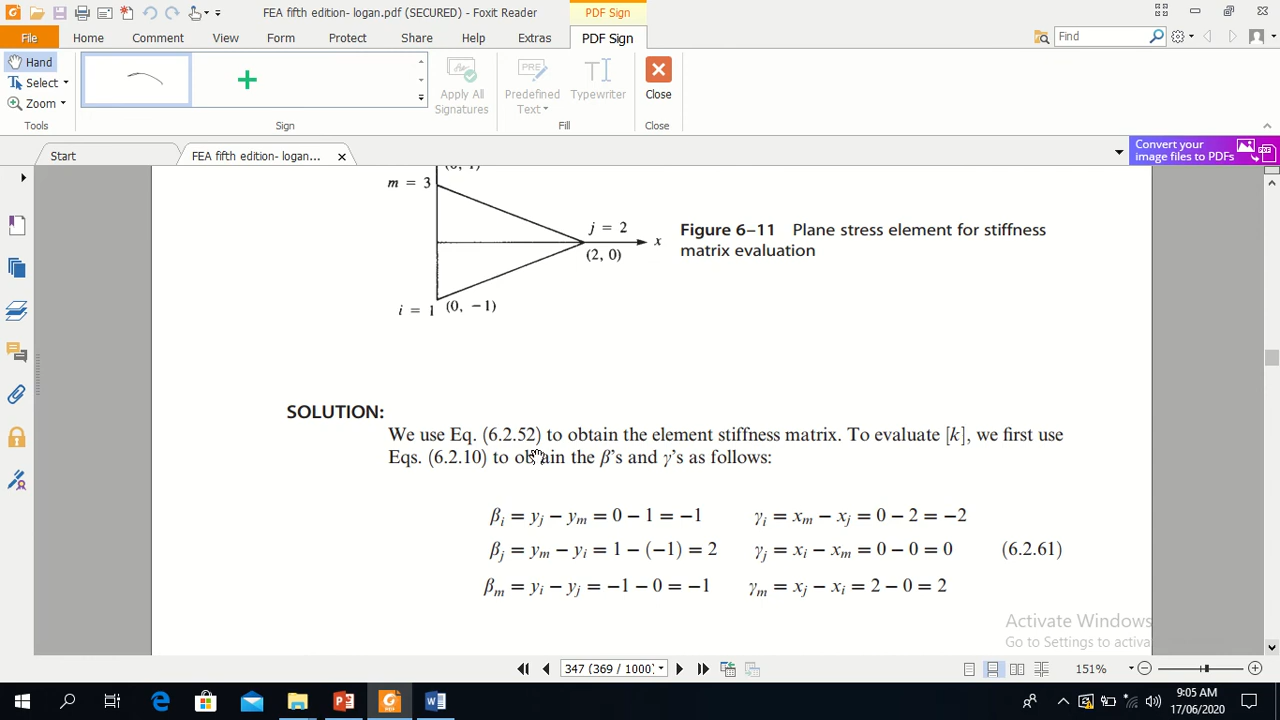 FEA fifth edition- logan.pdf (SECURED) - Foxit Reader
PDF Sign
File Home Comment View Form Protect Share Help Extras PDF Sign
Find
Hand
Select
Zoom
Tools
Sign
Apply All
Signatures
Predefined
Text
Typewriter
Fill
Close
Close
Start
FEA fifth edition- logan...
Convert your
image files to PDFs
m = 3
j = 2
x
(2, 0)
i = 1
(0, −1)
Figure 6–11 Plane stress element for stiffness
matrix evaluation
SOLUTION:
We use Eq. (6.2.52) to obtain the element stiffness matrix. To evaluate [k], we first use
Eqs. (6.2.10) to obtain the β's and γ's as follows:
βi = yj − ym = 0 − 1 = −1 γi = xm − xj = 0 − 2 = −2
βj = ym − yi = 1 − (−1) = 2 γj = xi − xm = 0 − 0 = 0 (6.2.61)
βm = yi − yj = −1 − 0 = −1 γm = xj − xi = 2 − 0 = 2
Activate Windows
Go to Settings to activa
347 (369 / 1000)
151%
9:05 AM
17/06/2020